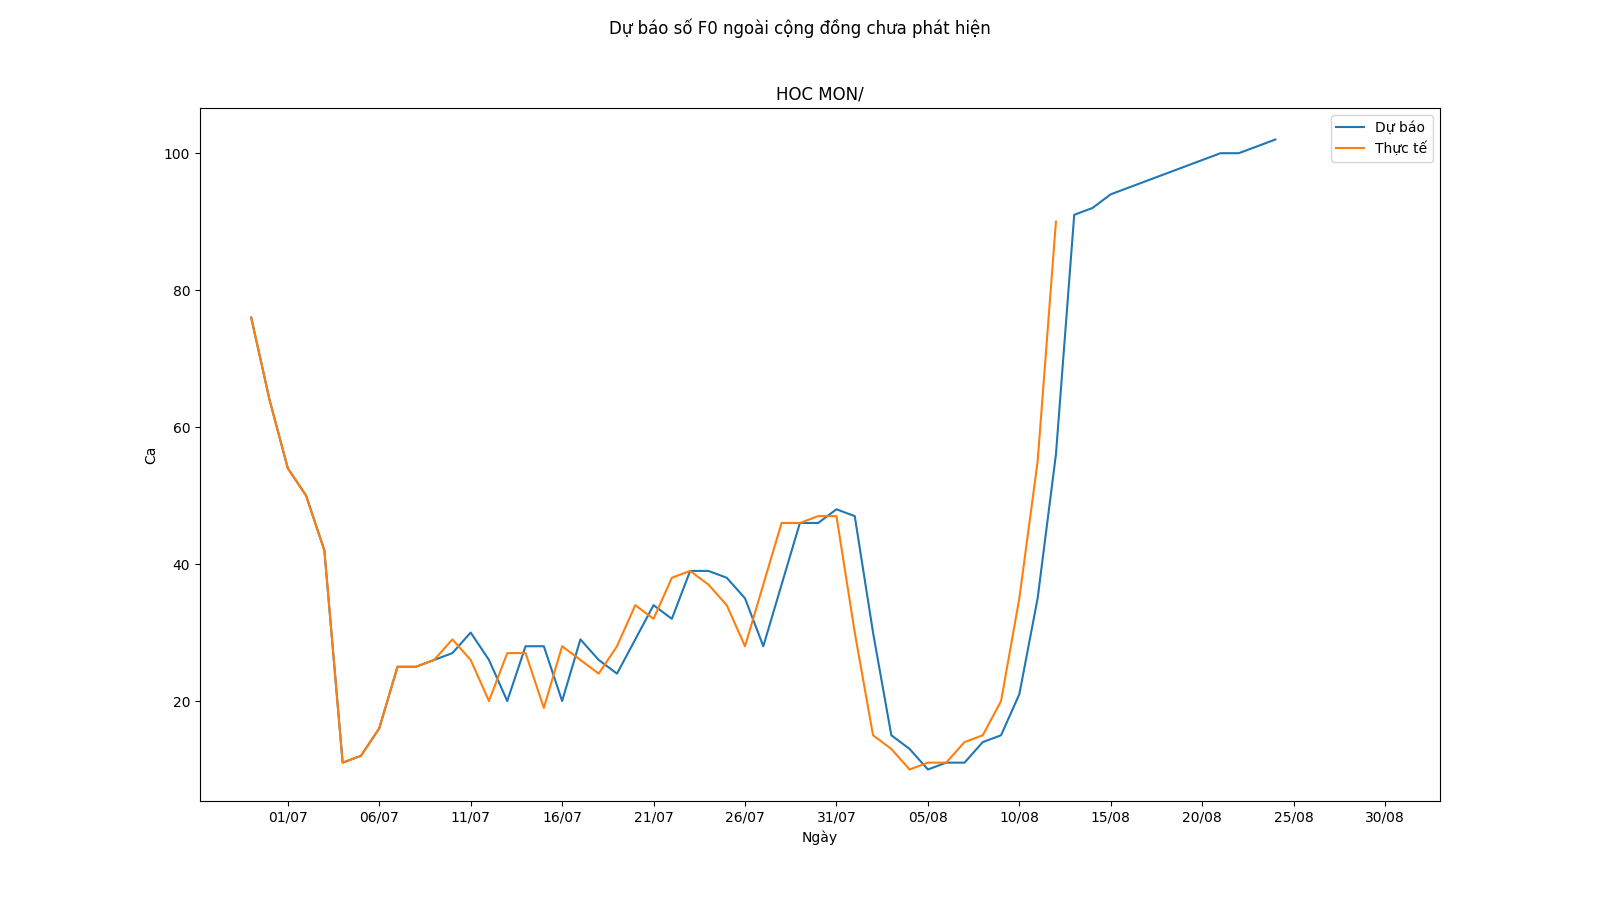 Dự báo số F0 ngoài cộng đồng chưa phát hiện
HOC MON/
Dự báo
Thực tế
100
80
60
40
20
Ca
01/07 06/07 11/07 16/07 21/07 26/07 31/07 05/08 10/08 15/08 20/08 25/08 30/08
Ngày